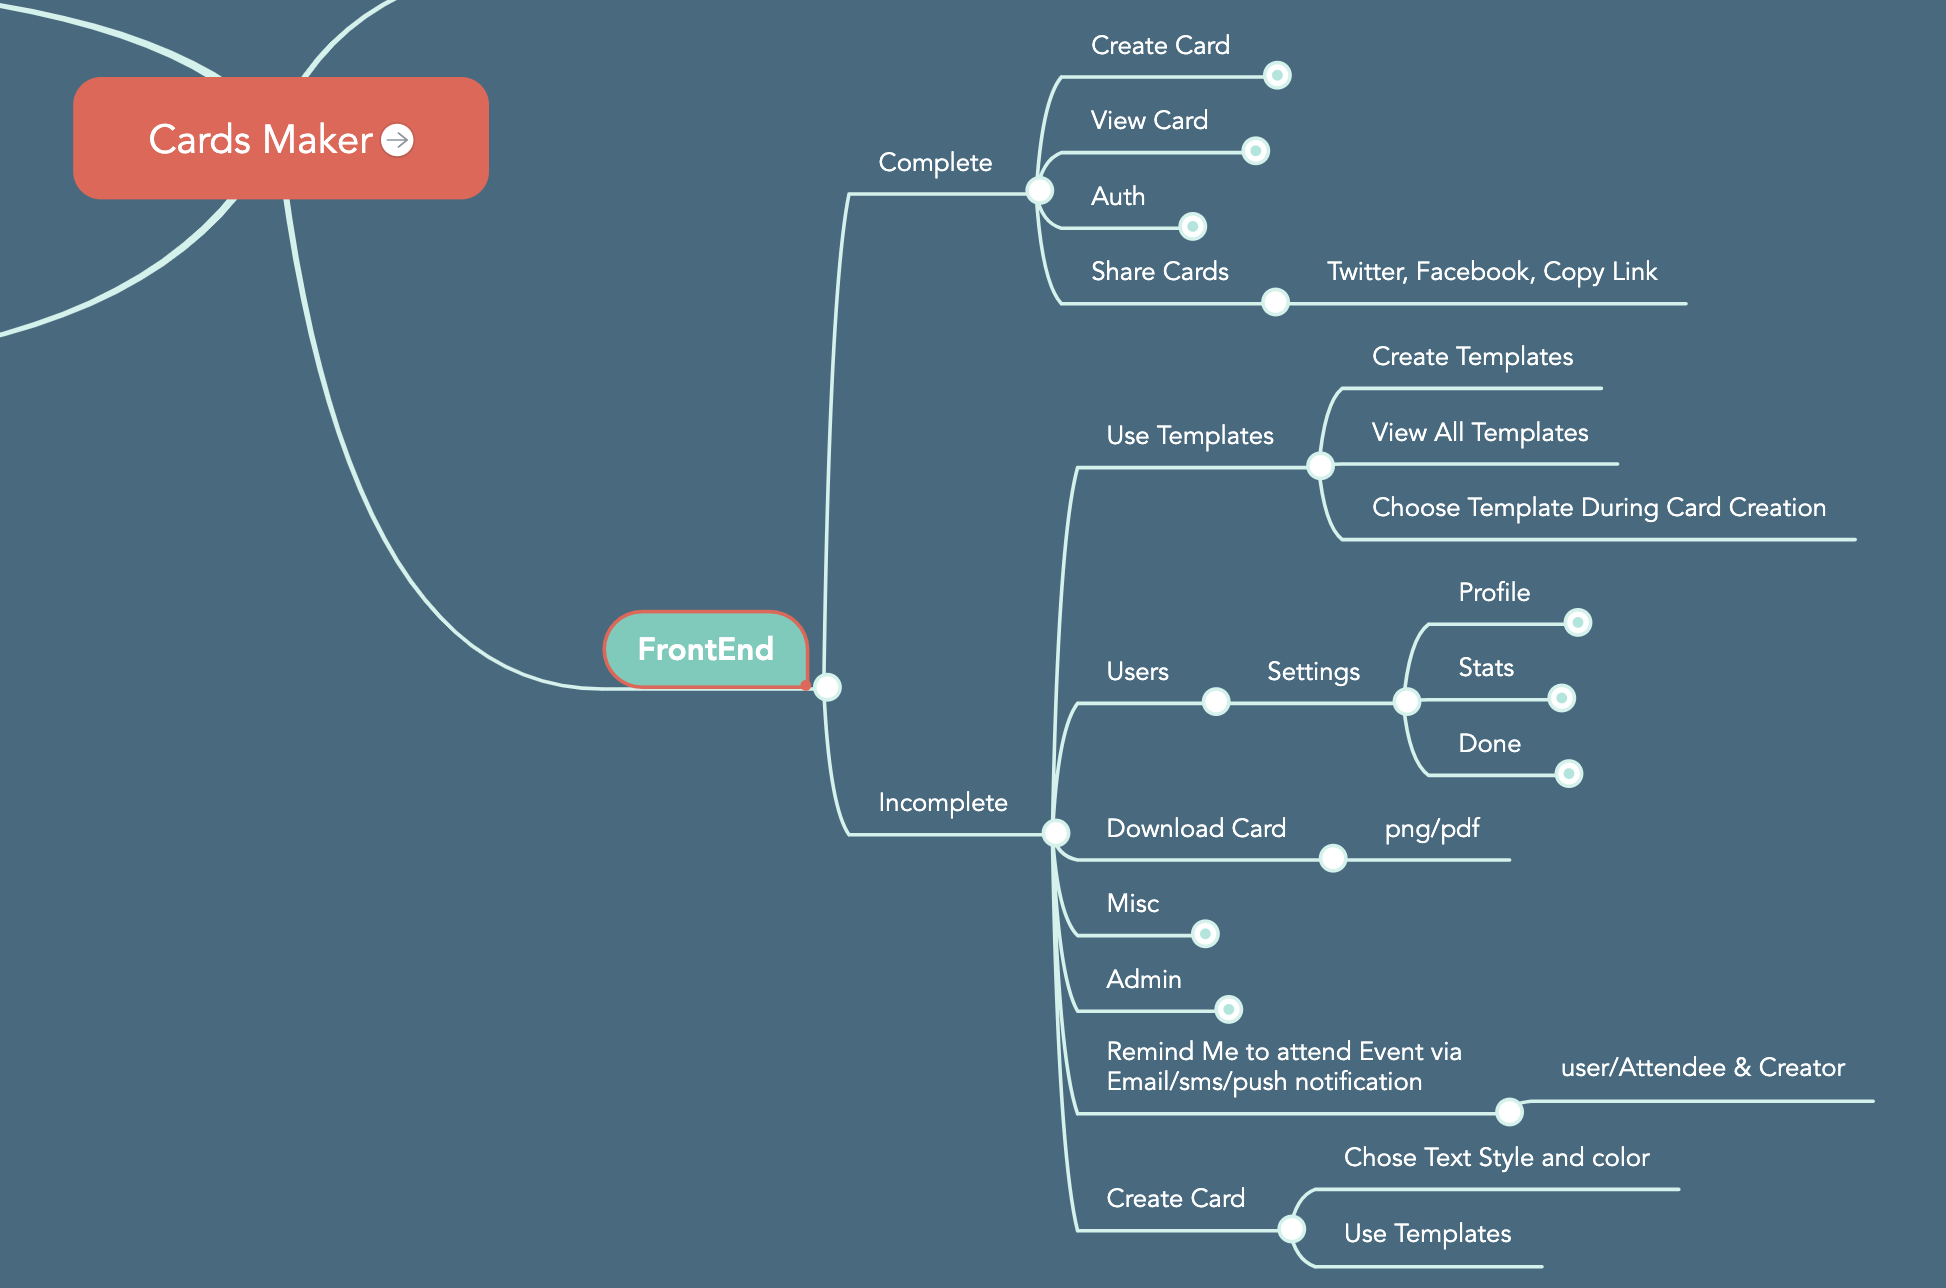 Cards Maker
Create Card
View Card
Complete
Auth
Share Cards
Twitter, Facebook, Copy Link
Create Templates
Use Templates
View All Templates
Choose Template During Card Creation
Profile
FrontEnd
Users
Settings
Stats
Done
Incomplete
Download Card
png/pdf
Misc
Admin
Remind Me to attend Event via
Email/sms/push notification
user/Attendee & Creator
Chose Text Style and color
Create Card
Use Templates